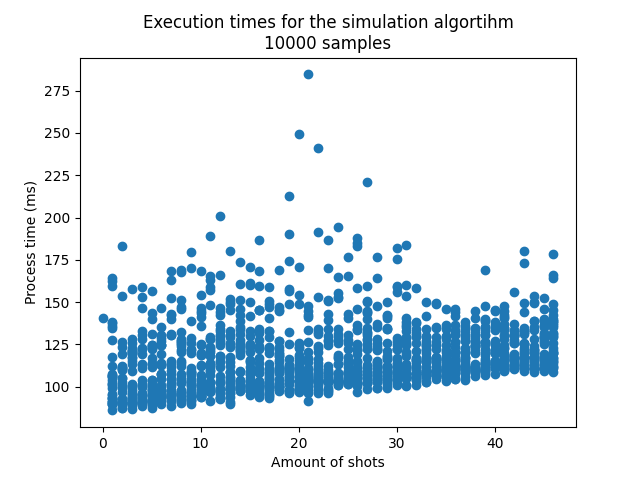 Execution times for the simulation algortihm
10000 samples
275
250
225
200
175
150
125
100
Process time (ms)
0 10 20 30 40
Amount of shots